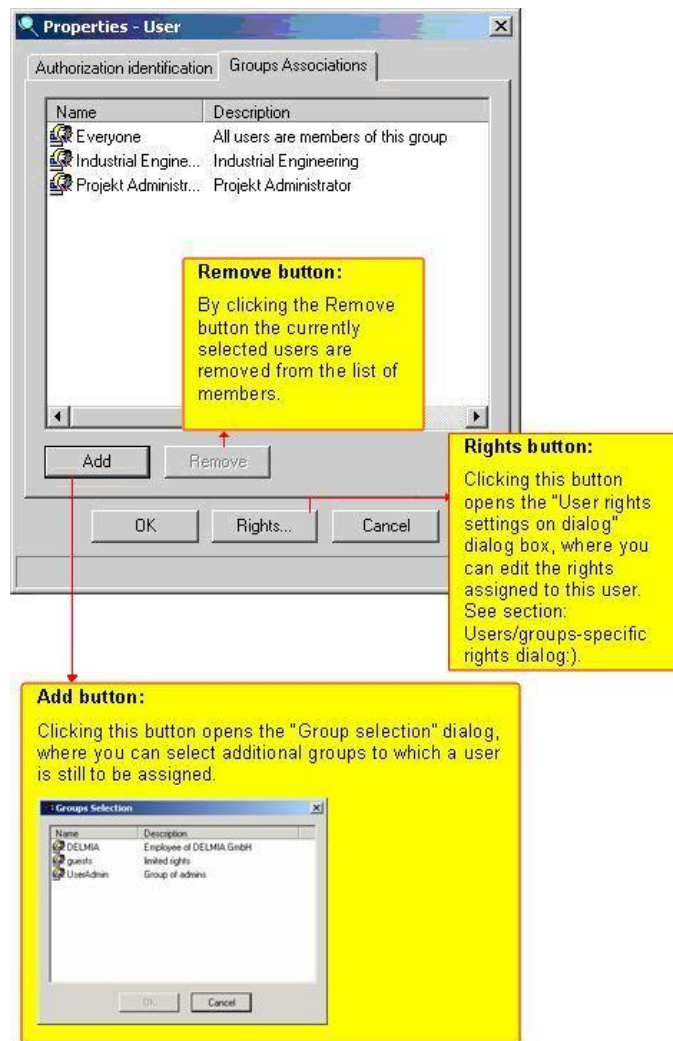 Properties - User
Authorization identification
Groups Associations
Name Description
Everyone All users are members of this group
Industrial Engine... Industrial Engineering
Projekt Administr... Projekt Administrator
Remove button:
By clicking the Remove
button the currently
selected users are
removed from the list of
members.
Add Remove
Rights button:
Clicking this button
opens the "User rights
settings on dialog"
dialog box, where you
can edit the rights
assigned to this user.
See section:
Users/groups-specific
rights dialog:).
OK Rights... Cancel
Add button:
Clicking this button opens the "Group selection" dialog,
where you can select additional groups to which a user
is still to be assigned.
Groups Selection
Name Description
DELMIA Employee of DELMIA GmbH
guests limited rights
UserAdmin Group of admins
OK Cancel